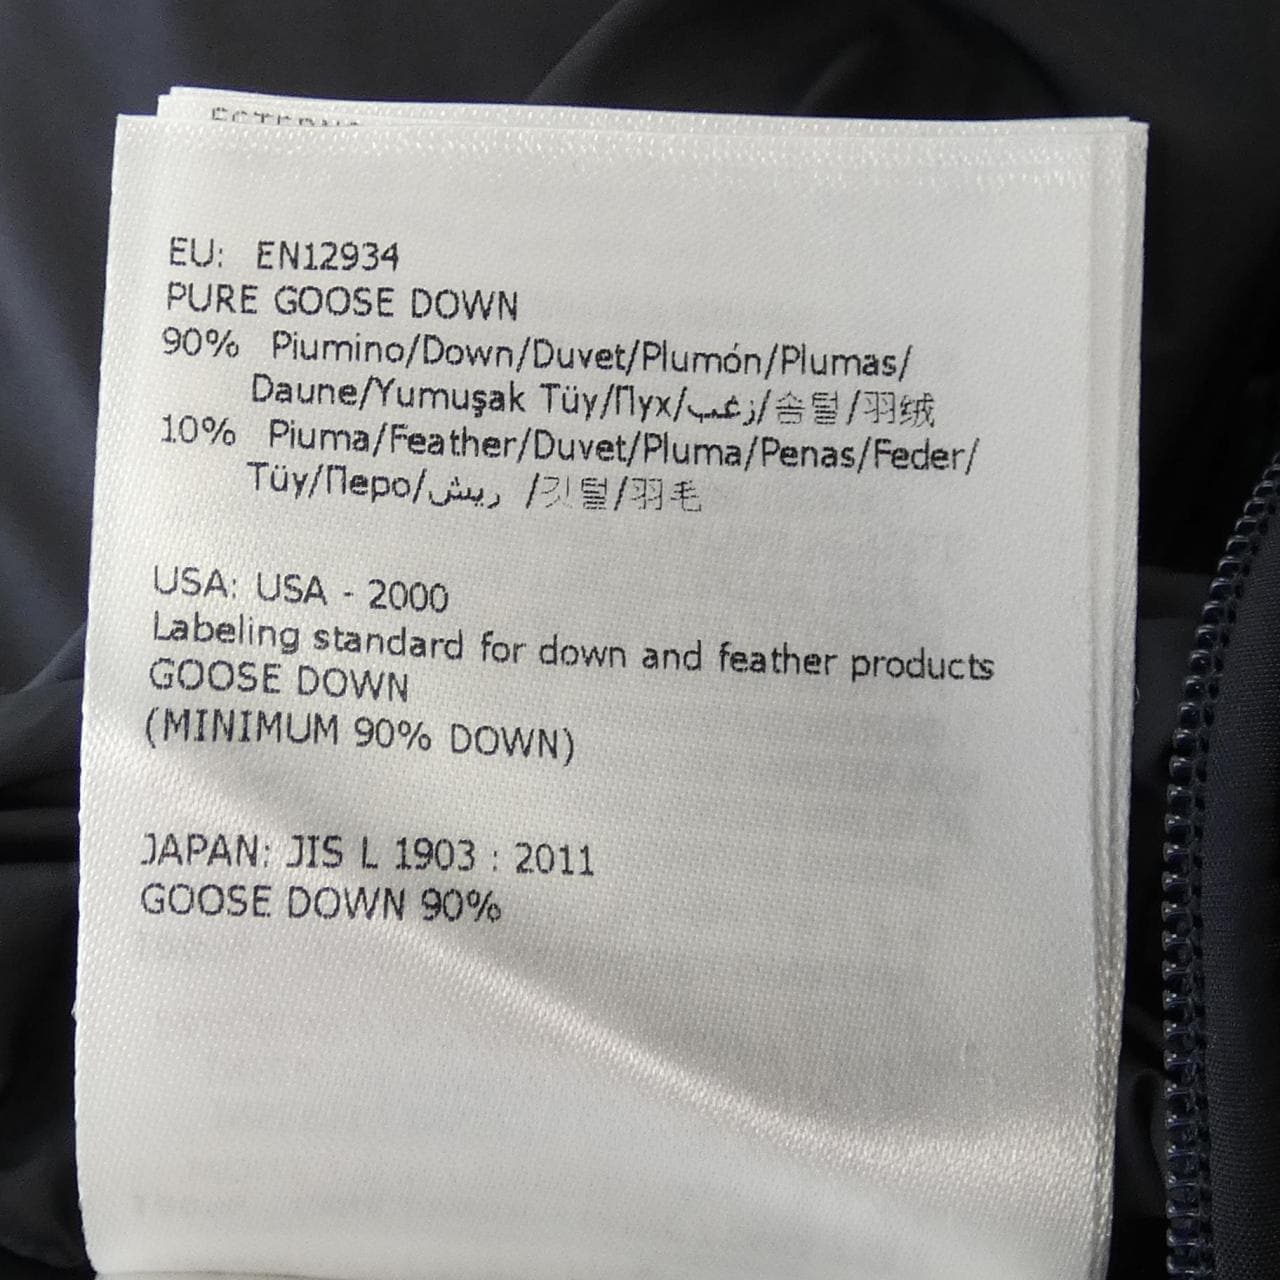 EU: EN12934
PURE GOOSE DOWN
90% Piumino/Down/Duvet/Plumón/Plumas/
Daune/Yumuşak Tüy/Пух/زغب/솜털/羽绒
10% Piuma/Feather/Duvet/Pluma/Penas/Feder/
Tüy/Перо/ريش /깃털/羽毛
USA: USA - 2000
Labeling standard for down and feather products
GOOSE DOWN
(MINIMUM 90% DOWN)
JAPAN: JIS L 1903 : 2011
GOOSE DOWN 90%